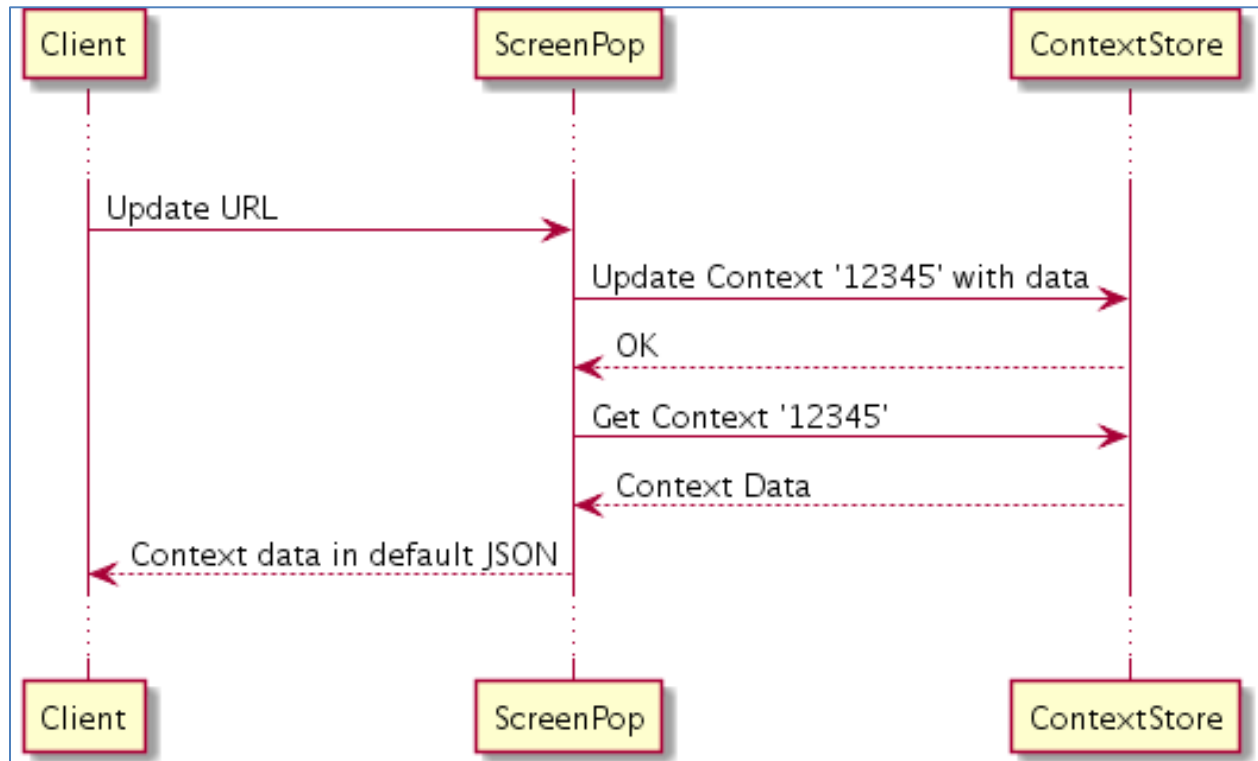 Client
ScreenPop
ContextStore
Update URL
Update Context '12345' with data
OK
Get Context '12345'
Context Data
Context data in default JSON
Client
ScreenPop
ContextStore